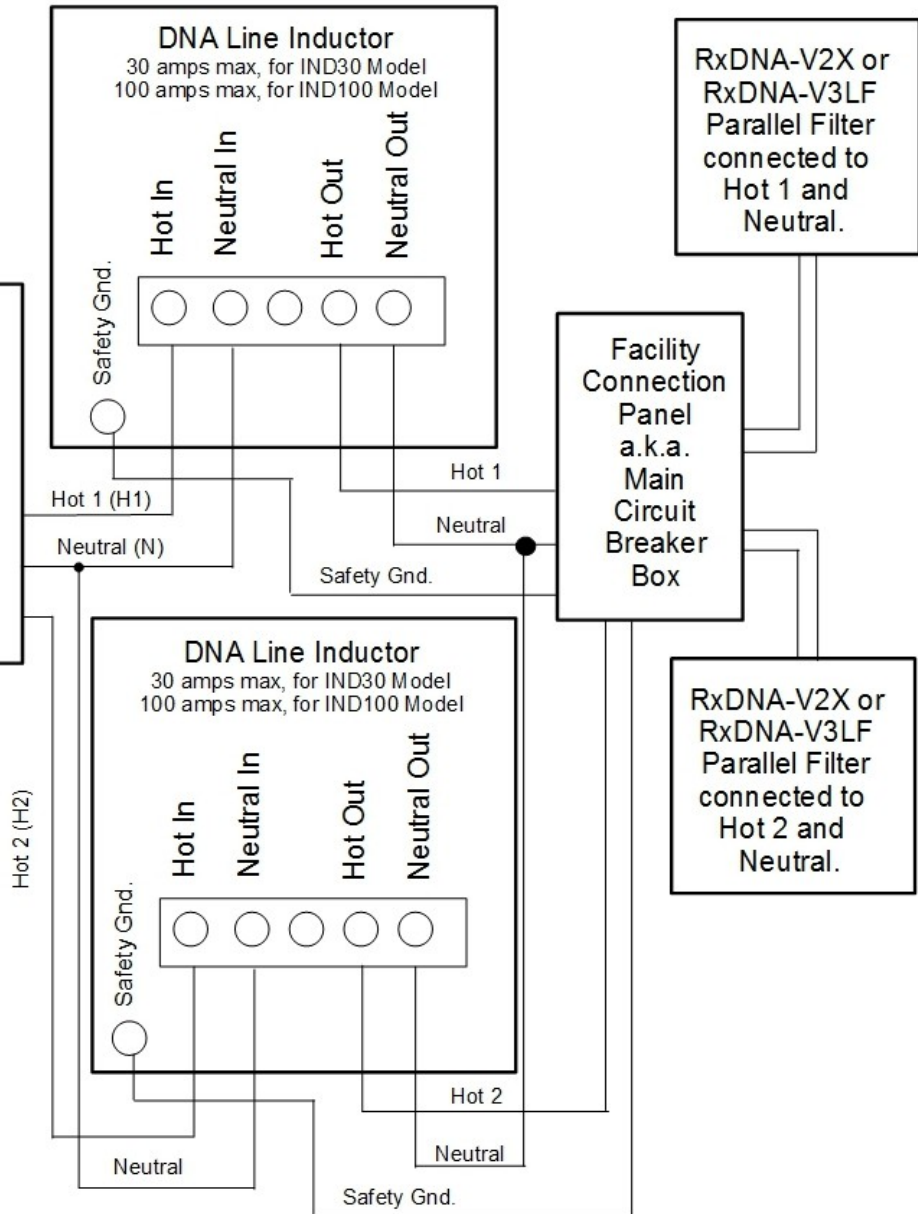 DNA Line Inductor
30 amps max, for IND30 Model
100 amps max, for IND100 Model
Hot In
Neutral In
Hot Out
Neutral Out
Safety Gnd.
RxDNA-V2X or
RxDNA-V3LF
Parallel Filter
connected to
Hot 1 and
Neutral.
Facility
Connection
Panel
a.k.a.
Main
Circuit
Breaker
Box
Hot 1
Hot 1 (H1)
Neutral
Neutral (N)
Safety Gnd.
DNA Line Inductor
30 amps max, for IND30 Model
100 amps max, for IND100 Model
Hot In
Neutral In
Hot Out
Neutral Out
Safety Gnd.
Hot 2 (H2)
RxDNA-V2X or
RxDNA-V3LF
Parallel Filter
connected to
Hot 2 and
Neutral.
Hot 2
Neutral
Neutral
Safety Gnd.